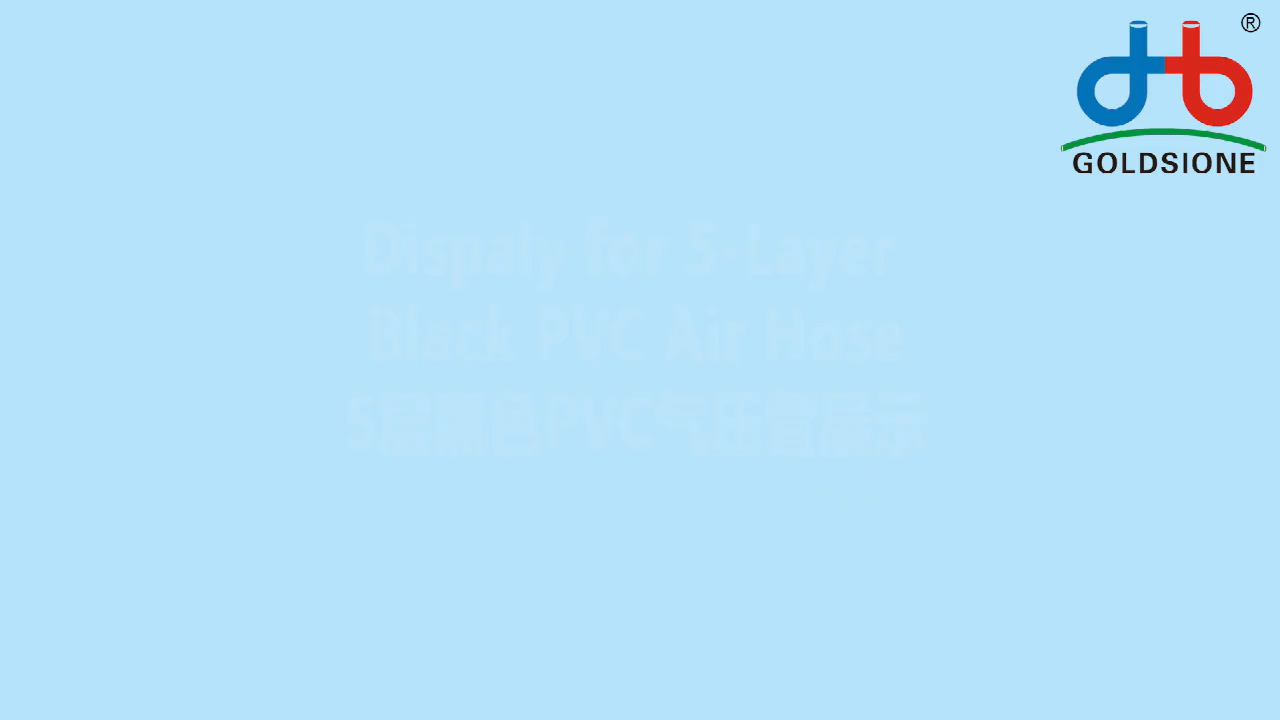 ®
GOLDSIONE
Dispaly for 5-Layer
Black PVC Air Hose
5层黑色PVC气压管展示